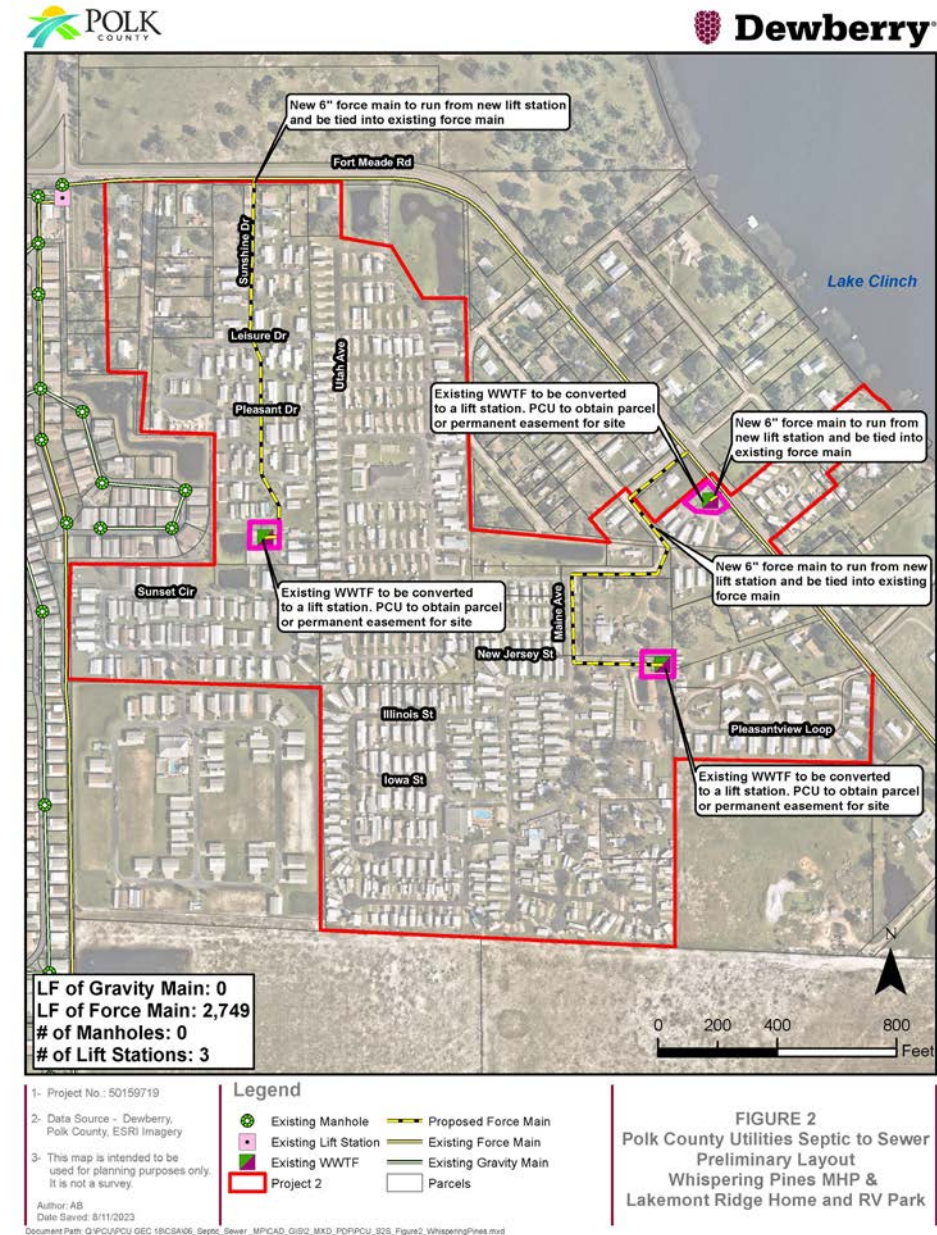 POLK
COUNTY
Dewberry
New 6" force main to run from new lift station
and be tied into existing force main
Fort Meade Rd
Sunshine Dr
Lake Clinch
Leisure Dr
Utah Ave
Existing WWTF to be converted
to a lift station. PCU to obtain parcel
or permanent easement for site
Pleasant Dr
New 6" force main to run from
new lift station and be tied into
existing force main
New 6" force main to run from new
lift station and be tied into existing
force main
Sunset Cir
Existing WWTF to be converted
to a lift station. PCU to obtain parcel
or permanent easement for site
Maine Ave
New Jersey St
Illinois St
Pleasantview Loop
Iowa St
Existing WWTF to be converted
to a lift station. PCU to obtain parcel
or permanent easement for site
N
LF of Gravity Main: 0
LF of Force Main: 2,749
# of Manholes: 0
# of Lift Stations: 3
0 200 400 800
Feet
1- Project No.: 50159719
2- Data Source - Dewberry,
Polk County, ESRI Imagery
3- This map is intended to be
used for planning purposes only.
It is not a survey.
Author: AB
Date Saved: 8/11/2023
Legend
Existing Manhole
Existing Lift Station
Existing WWTF
Project 2
Proposed Force Main
Existing Force Main
Existing Gravity Main
Parcels
FIGURE 2
Polk County Utilities Septic to Sewer
Preliminary Layout
Whispering Pines MHP &
Lakemont Ridge Home and RV Park